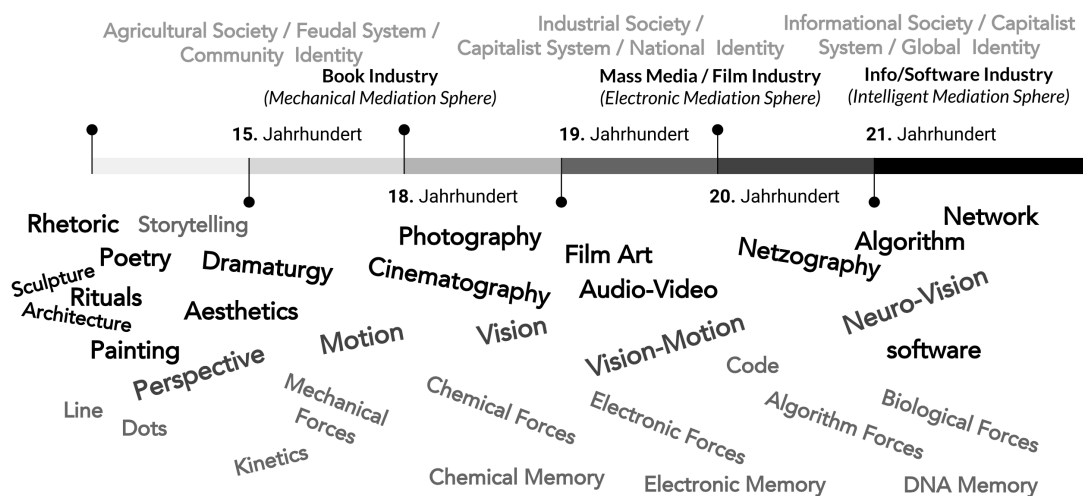 Agricultural Society / Feudal System /
Community Identity
Industrial Society /
Capitalist System / National Identity
Informational Society / Capitalist
System / Global Identity
Book Industry
(Mechanical Mediation Sphere)
Mass Media / Film Industry
(Electronic Mediation Sphere)
Info/Software Industry
(Intelligent Mediation Sphere)
15. Jahrhundert
19. Jahrhundert
21. Jahrhundert
18. Jahrhundert
20. Jahrhundert
Rhetoric
Storytelling
Poetry
Sculpture
Rituals
Architecture
Painting
Dramaturgy
Aesthetics
Perspective
Line
Dots
Photography
Cinematography
Motion
Vision
Mechanical
Forces
Kinetics
Chemical Forces
Chemical Memory
Film Art
Audio-Video
Vision-Motion
Electronic Forces
Electronic Memory
Netzography
Algorithm
Network
Neuro-Vision
software
Code
Algorithm Forces
Biological Forces
DNA Memory